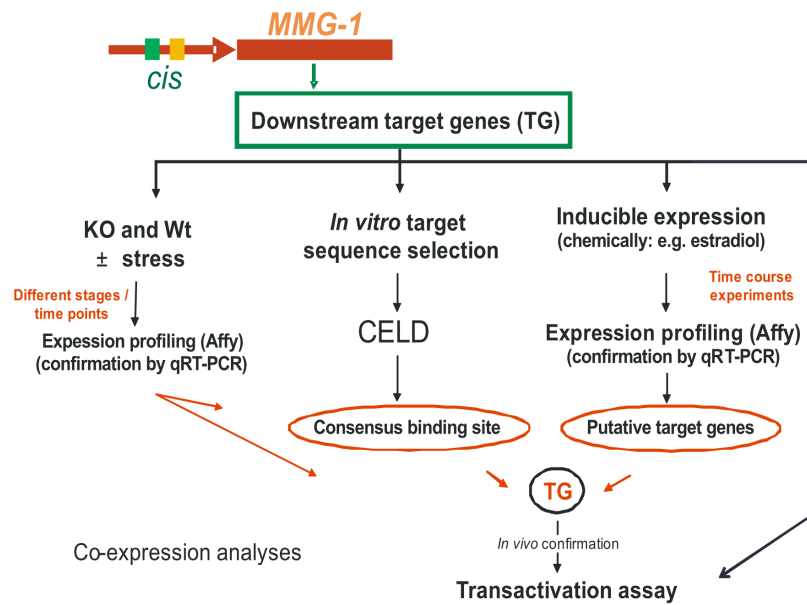 MMG-1
cis
Downstream target genes (TG)
KO and Wt
± stress
Different stages /
time points
Expession profiling (Affy)
(confirmation by qRT-PCR)
In vitro target
sequence selection
CELD
Consensus binding site
Inducible expression
(chemically: e.g. estradiol)
Time course
experiments
Expression profiling (Affy)
(confirmation by qRT-PCR)
Putative target genes
TG
In vivo confirmation
Co-expression analyses
Transactivation assay